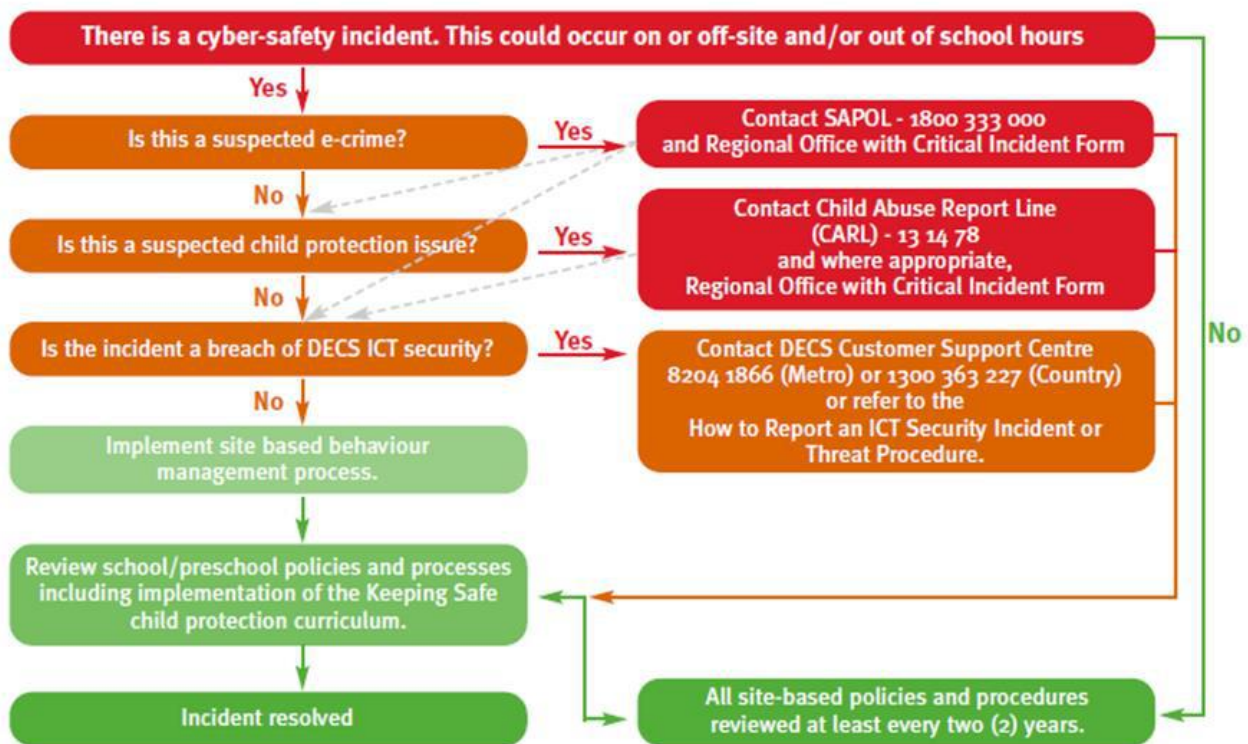 There is a cyber-safety incident. This could occur on or off-site and/or out of school hours
Yes
Is this a suspected e-crime?
Yes
Contact SAPOL - 1800 333 000
and Regional Office with Critical Incident Form
No
Is this a suspected child protection issue?
Yes
Contact Child Abuse Report Line
(CARL) - 13 14 78
and where appropriate,
Regional Office with Critical Incident Form
No
Is the incident a breach of DECS ICT security?
Yes
Contact DECS Customer Support Centre
8204 1866 (Metro) or 1300 363 227 (Country)
or refer to the
How to Report an ICT Security Incident or
Threat Procedure.
No
No
Implement site based behaviour
management process.
Review school/preschool policies and processes
including implementation of the Keeping Safe
child protection curriculum.
Incident resolved
All site-based policies and procedures
reviewed at least every two (2) years.